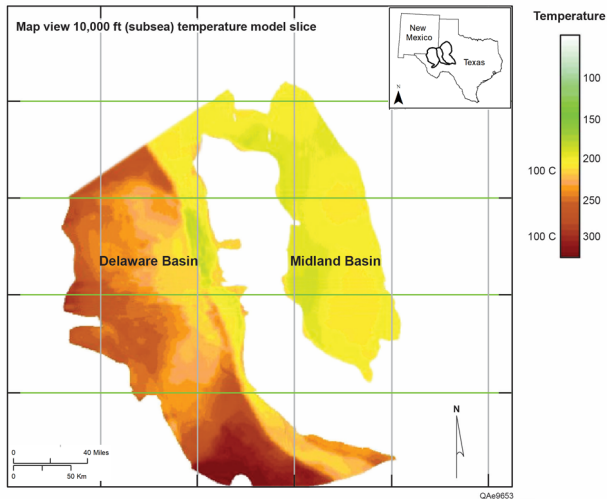 Map view 10,000 ft (subsea) temperature model slice
New
Mexico
Texas
N
Temperature
100
150
100 C
200
250
100 C
300
Delaware Basin
Midland Basin
0
40 Miles
0
50 Km
N
QAe9653